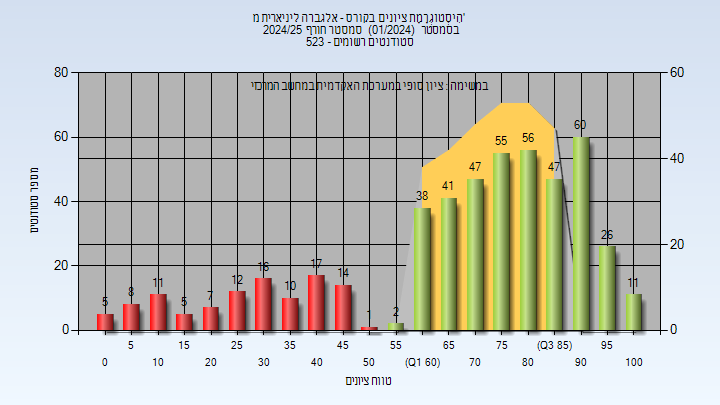 היסטוגרמת ציונים בקורס - אלגברה ליניארית מ'
בסמסטר (01/2024) סמסטר חורף 2024/25
סטודנטים רשומים - 523
במשימה : ציון סופי במערכת האקדמית במחשב המרכזי
80 60
60
40 40
20 20
0 0
מספר סטודנטים
5 8 11 5 7 12 16 10 17 14 1 2 38 41 47 55 56 47 60 26 11
5 15 25 35 45 55 65 75 (Q3 85) 95
0 10 20 30 40 50 (Q1 60) 70 80 90 100
טווח ציונים